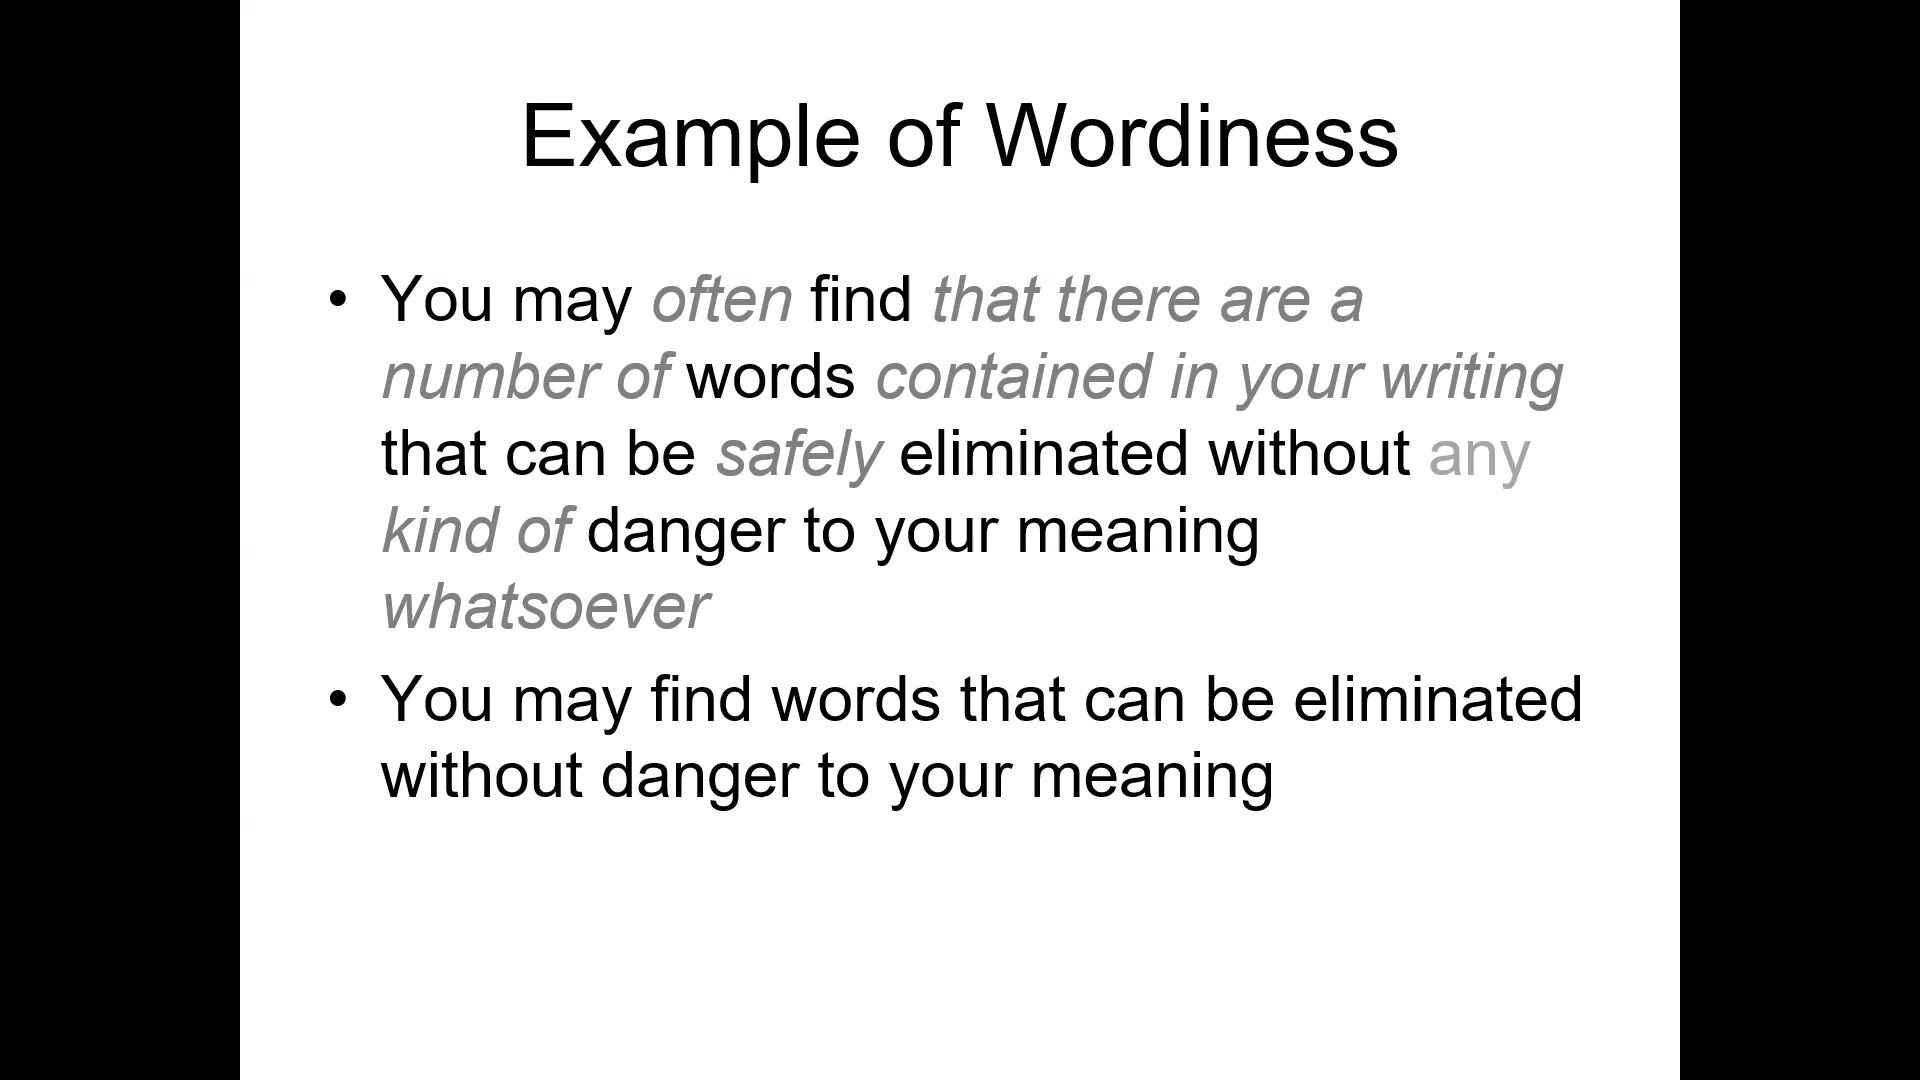 Example of Wordiness
• You may often find that there are a
number of words contained in your writing
that can be safely eliminated without any
kind of danger to your meaning
whatsoever
• You may find words that can be eliminated
without danger to your meaning